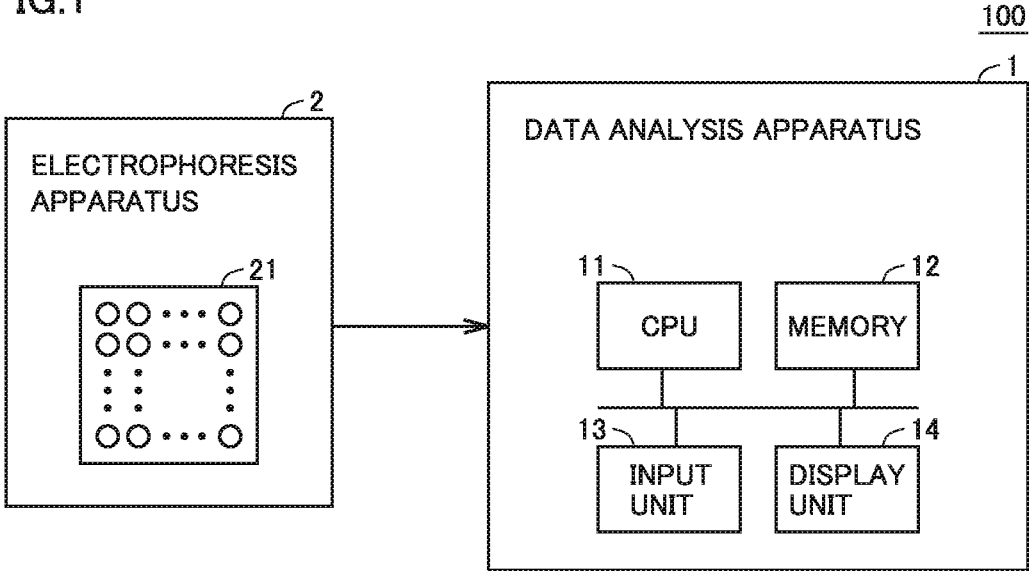 IG.1
100
1
2
DATA ANALYSIS APPARATUS
ELECTROPHORESIS
APPARATUS
21
11
12
CPU
MEMORY
13
14
INPUT
UNIT
DISPLAY
UNIT